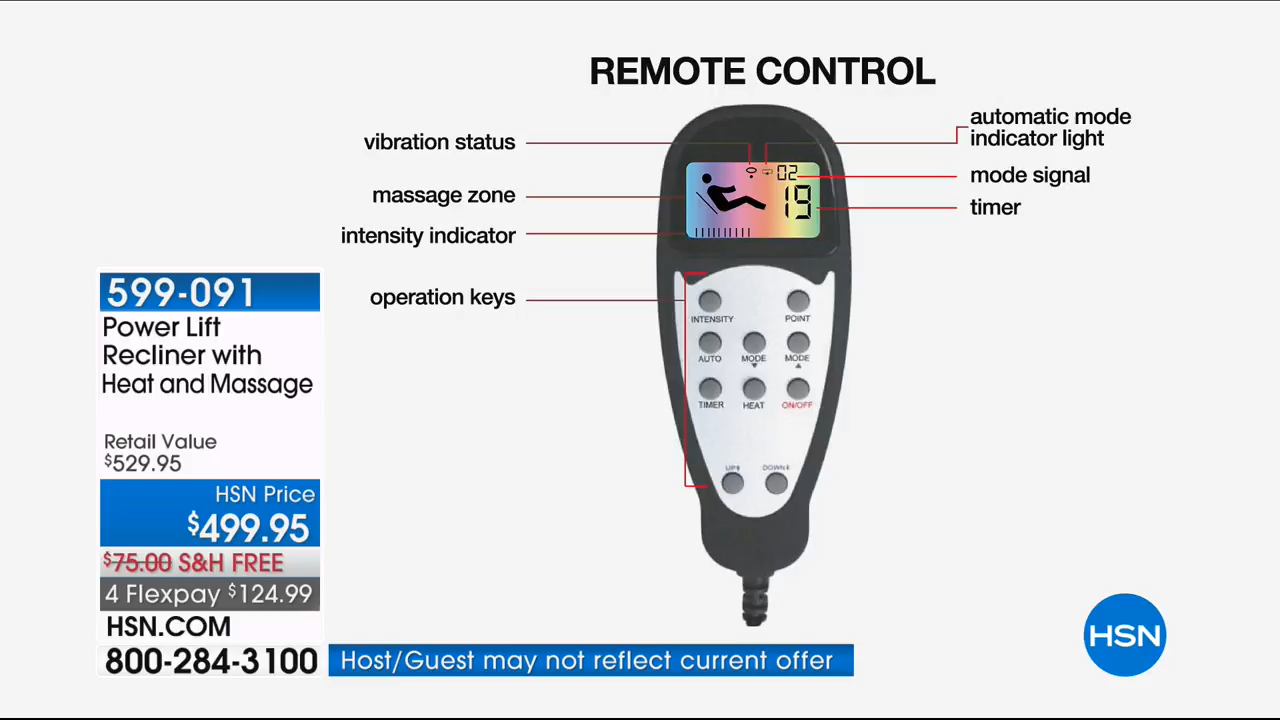 REMOTE CONTROL
vibration status
massage zone
intensity indicator
operation keys
automatic mode
indicator light
mode signal
timer
02
19
INTENSITY
POINT
AUTO
MODE
MODE
TIMER
HEAT
ON/OFF
UP
DOWN
599-091
Power Lift
Recliner with
Heat and Massage
Retail Value
$529.95
HSN Price
$499.95
$75.00 S&H FREE
4 Flexpay $124.99
HSN.COM
800-284-3100
Host/Guest may not reflect current offer
HSN